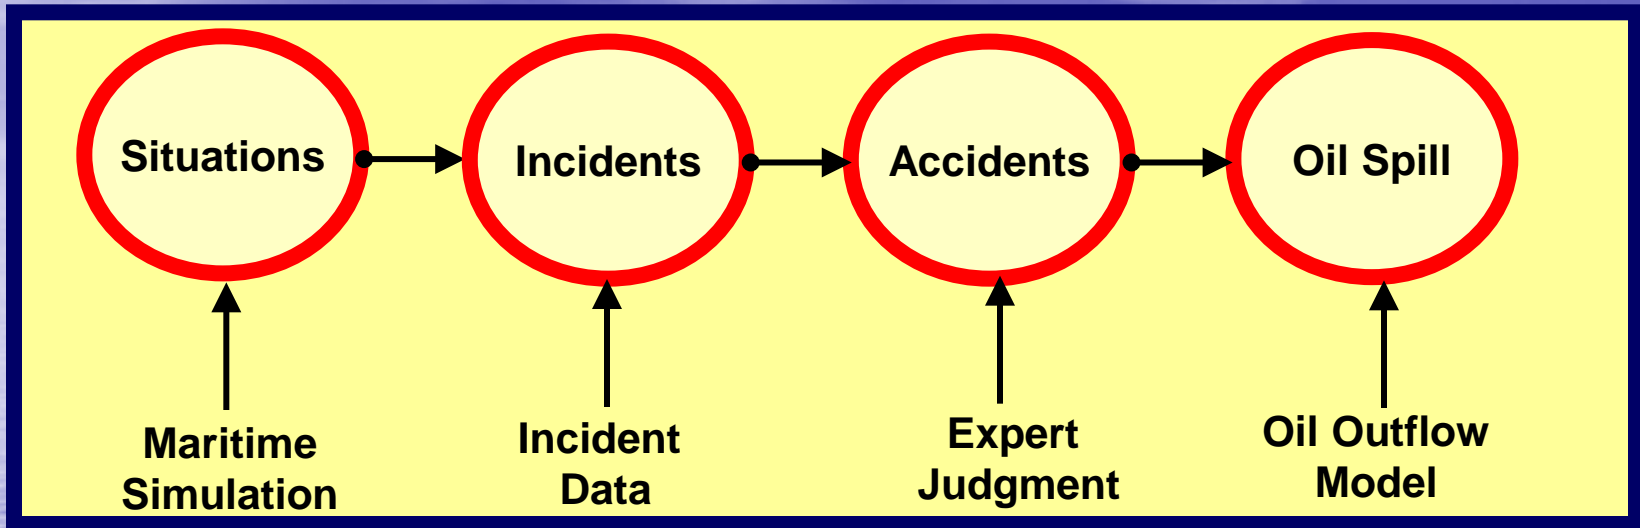 Situations
Incidents
Accidents
Oil Spill
Maritime
Simulation
Incident
Data
Expert
Judgment
Oil Outflow
Model